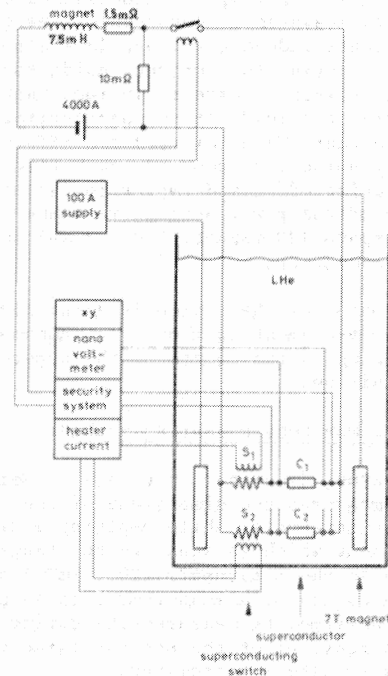 magnet
1.5mΩ
7.5mH
10mΩ
4000A
100A
supply
LHe
xy
nano
volt-
meter
security
system
heater
current
S1
C1
S2
C2
7T magnet
superconductor
superconducting
switch